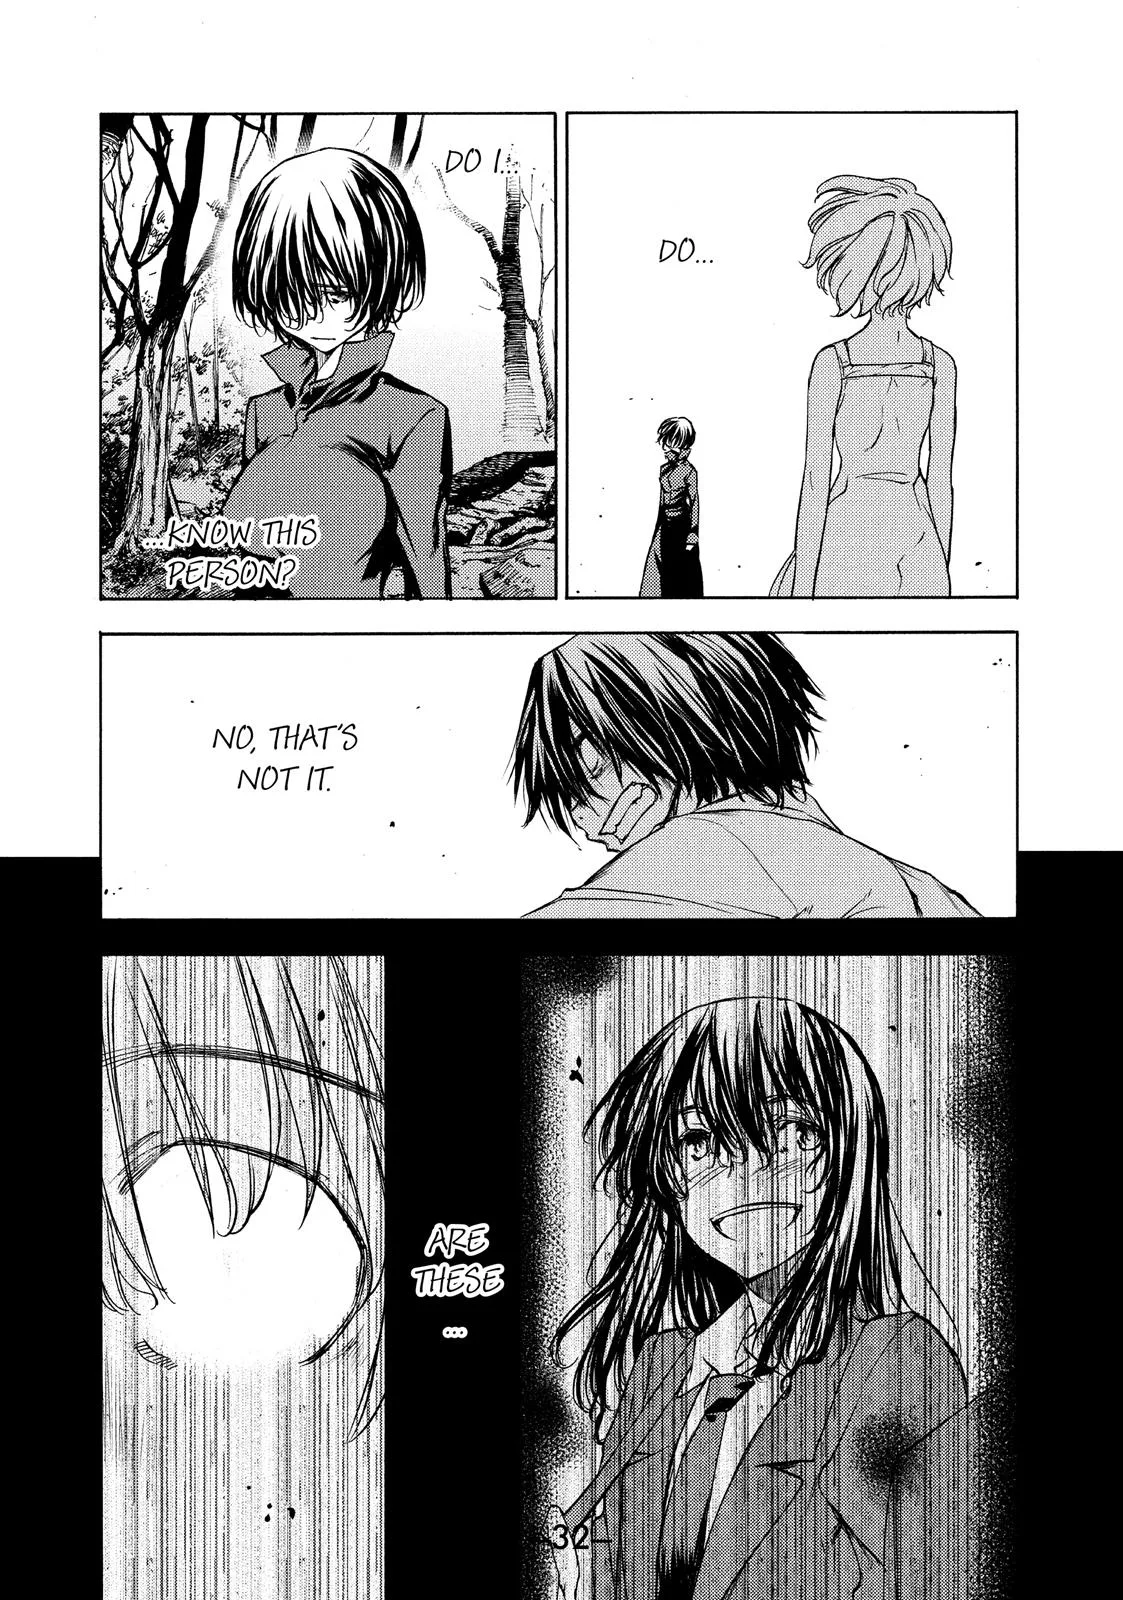 DO...
DO I...
...KNOW THIS
PERSON?
NO, THAT'S
NOT IT.
ARE
THESE
...
32-